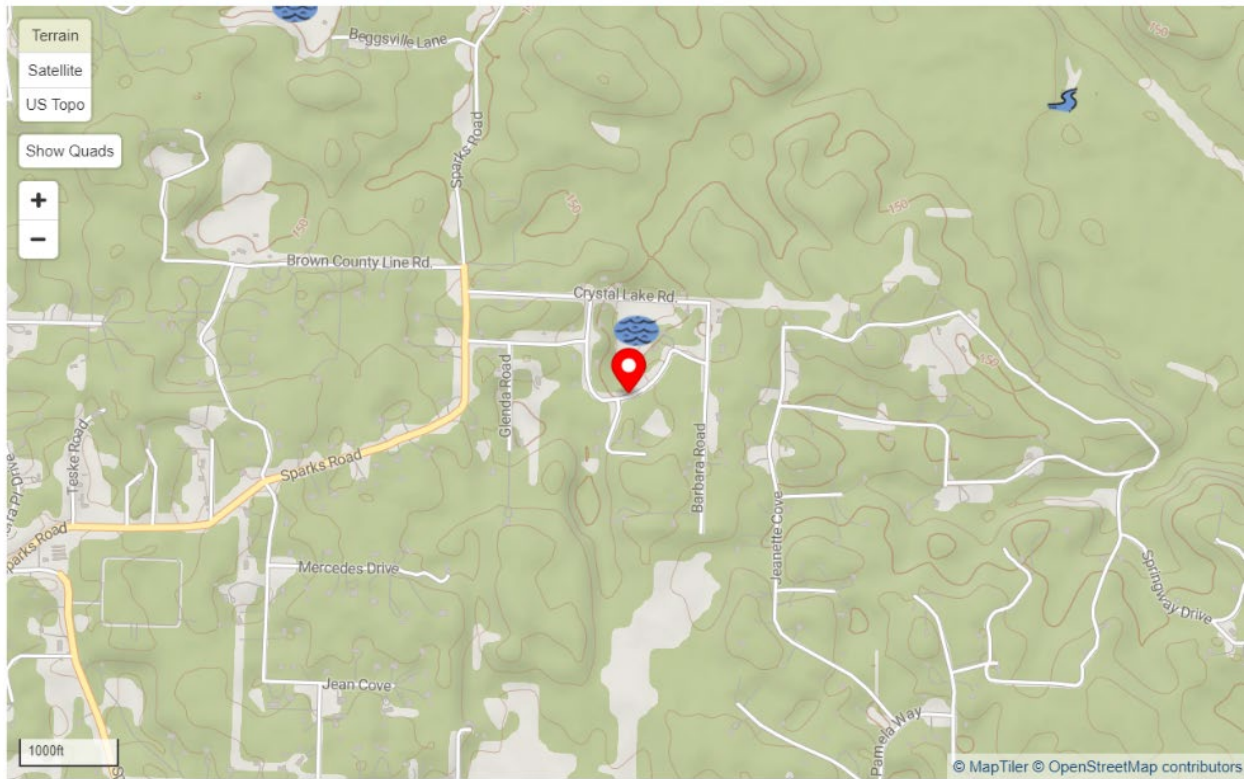 Terrain
Satellite
US Topo
Show Quads
+
−
Beggsville Lane
150
Sparks Road
150
150
150
Brown County Line Rd.
Crystal Lake Rd.
150
Glenda Road
Barbara Road
Teske Road
Sparks Road
Sparks Road
Mercedes Drive
Jeanette Cove
Springway Drive
Jean Cove
Pamela Way
1000ft
© MapTiler © OpenStreetMap contributors